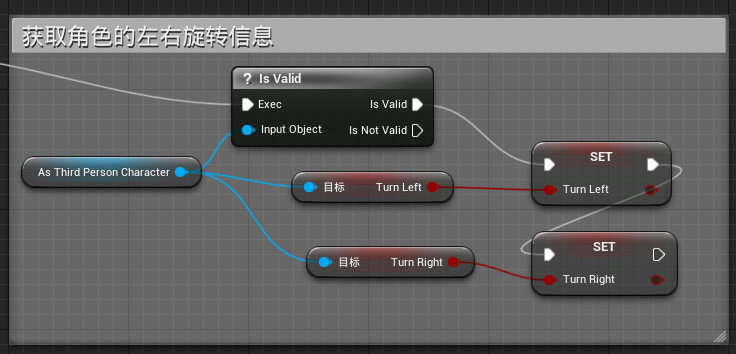 获取角色的左右旋转信息
? Is Valid
Exec
Is Valid
Input Object
Is Not Valid
As Third Person Character
目标
Turn Left
SET
Turn Left
目标
Turn Right
SET
Turn Right